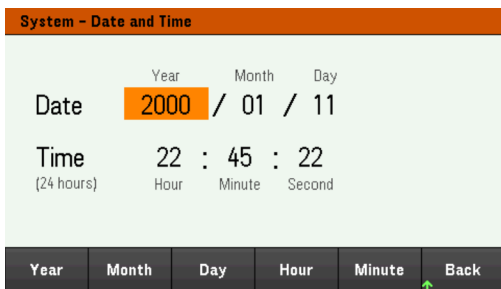 System – Date and Time
Year Month Day
Date 2000 / 01 / 11
Time 22 : 45 : 22
(24 hours) Hour Minute Second
Year Month Day Hour Minute Back